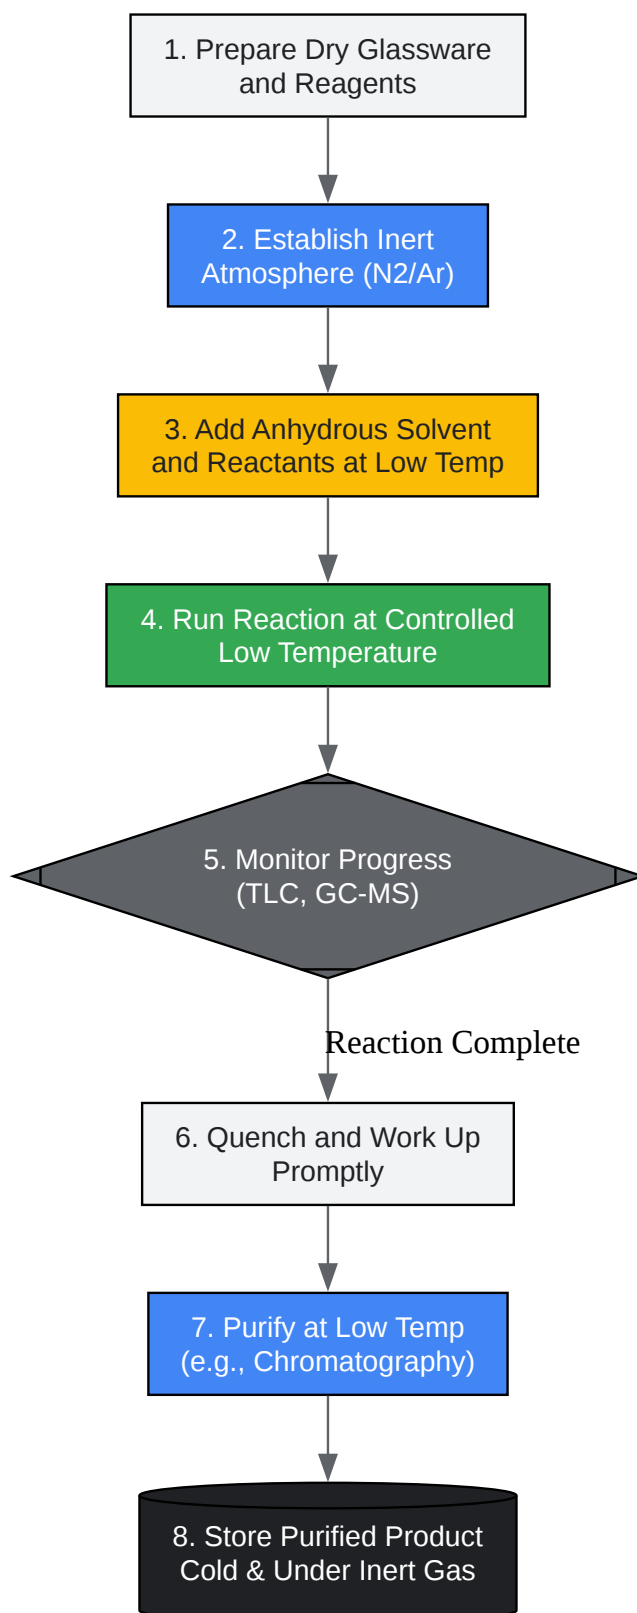 1. Prepare Dry Glassware
and Reagents
2. Establish Inert
Atmosphere (N2/Ar)
3. Add Anhydrous Solvent
and Reactants at Low Temp
4. Run Reaction at Controlled
Low Temperature
5. Monitor Progress
(TLC, GC-MS)
Reaction Complete
6. Quench and Work Up
Promptly
7. Purify at Low Temp
(e.g., Chromatography)
8. Store Purified Product
Cold & Under Inert Gas